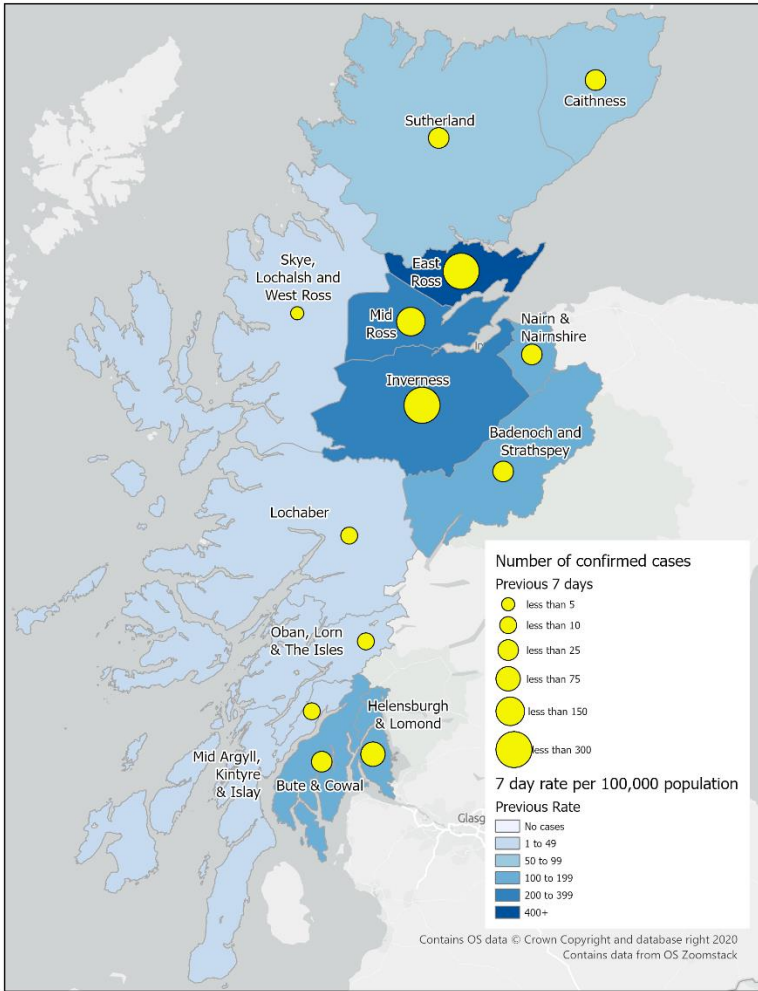 Caithness
Sutherland
East
Ross
Skye,
Lochalsh and
West Ross
Mid
Ross
Nairn &
Nairnshire
In
Inverness
Badenoch and
Strathspey
Lochaber
Oban, Lorn
& The Isles
Helensburgh
& Lomond
Mid Argyll,
Kintyre
& Islay
Bute & Cowal
Glasg
Number of confirmed cases
Previous 7 days
less than 5
less than 10
less than 25
less than 75
less than 150
less than 300
7 day rate per 100,000 population
Previous Rate
No cases
1 to 49
50 to 99
100 to 199
200 to 399
400+
Contains OS data © Crown Copyright and database right 2020
Contains data from OS Zoomstack